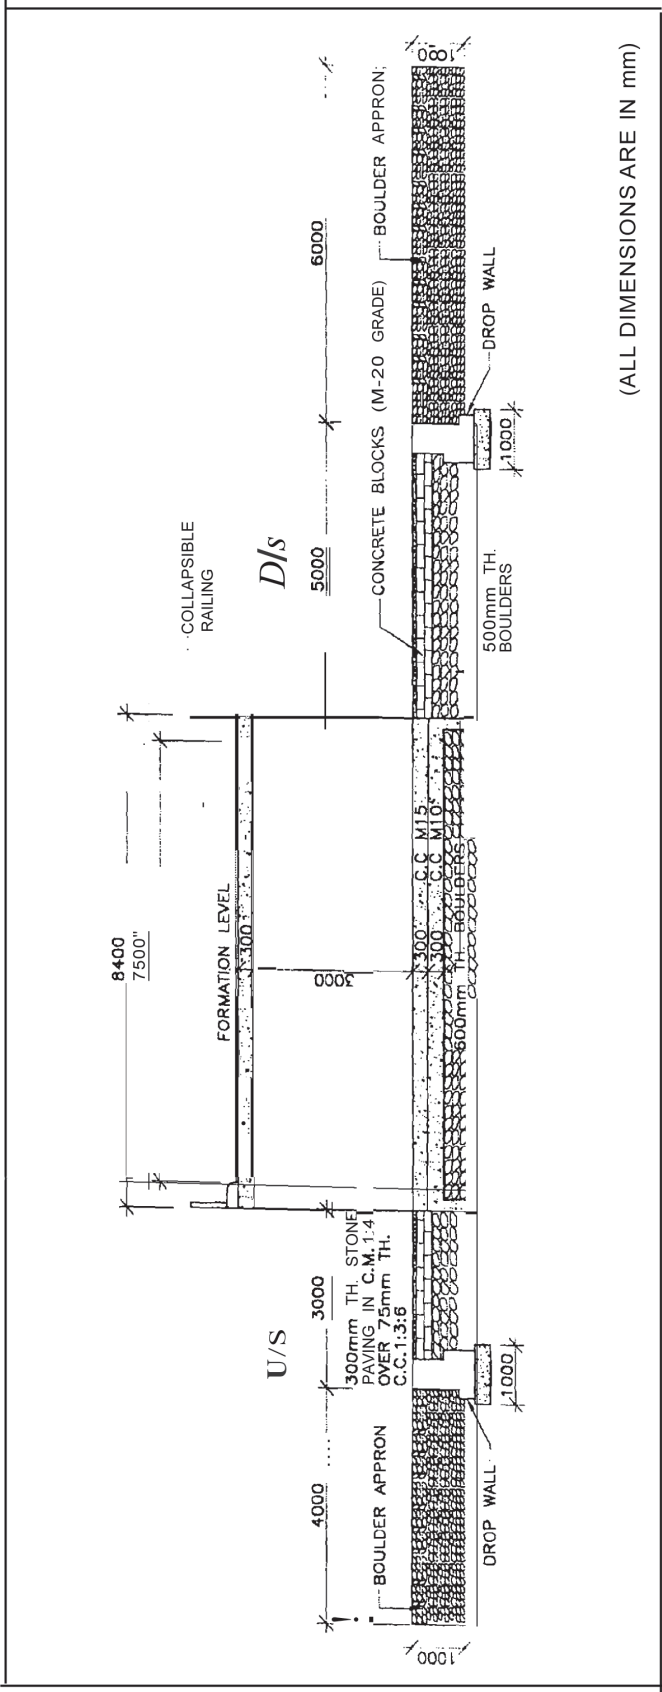 4000
U/S
3000
BOULDER APPRON
300mm TH. STONE
PAVING IN C.M. 1:4
OVER 75mm TH.
C.C.1:3:6
DROP WALL
1000
1000
8400
7500"
FORMATION LEVEL
300
3000
300 C.C M15
300 C.C M10
600mm TH. BOULDERS
COLLAPSIBLE
RAILING
D/s
5000
6000
CONCRETE BLOCKS (M-20 GRADE)
BOULDER APPRON;
500mm TH.
BOULDERS
1000
DROP WALL
(ALL DIMENSIONS ARE IN mm)